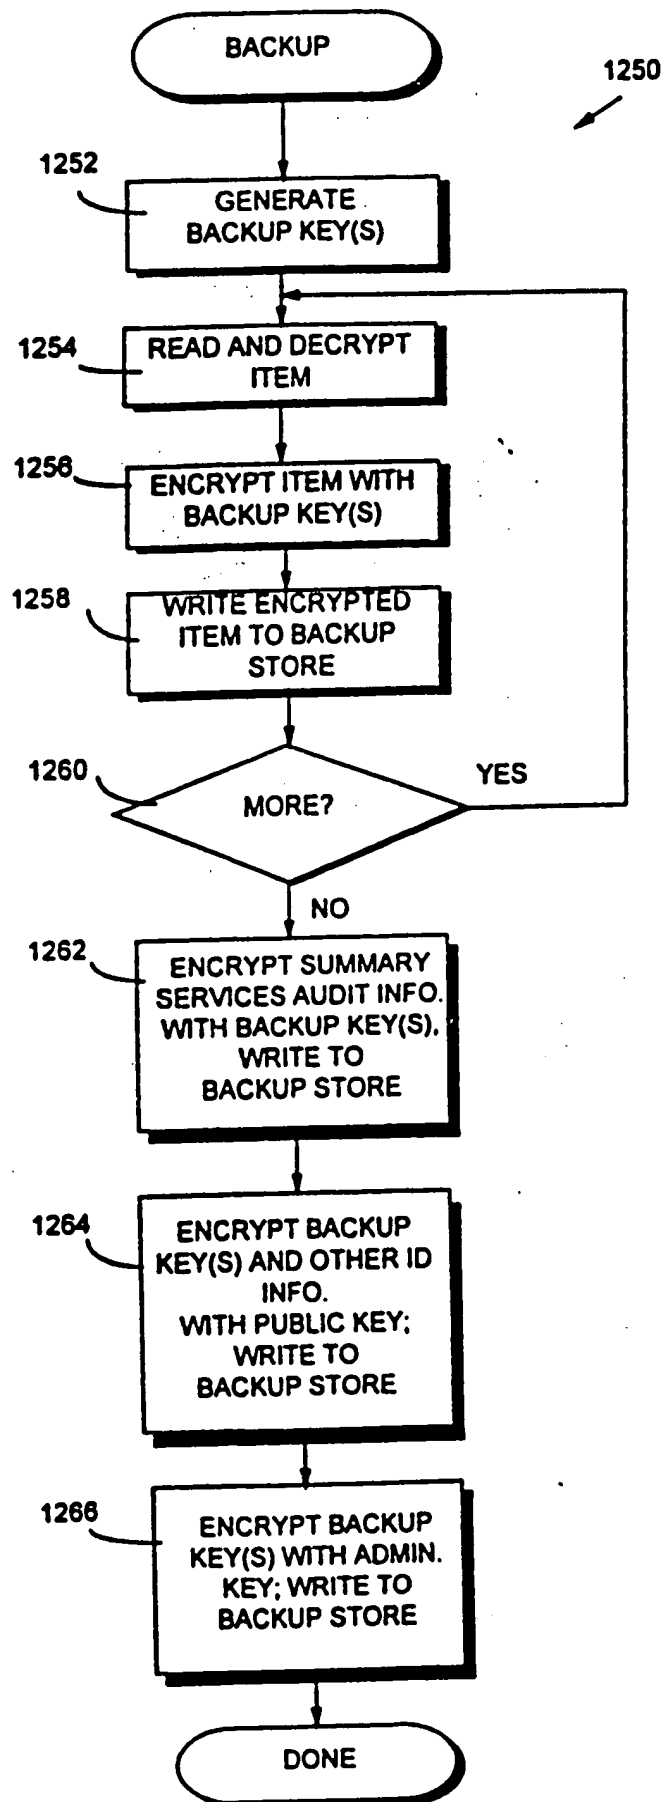 BACKUP
1250
1252
GENERATE
BACKUP KEY(S)
1254
READ AND DECRYPT
ITEM
1256
ENCRYPT ITEM WITH
BACKUP KEY(S)
1258
WRITE ENCRYPTED
ITEM TO BACKUP
STORE
1260
MORE?
YES
NO
1262
ENCRYPT SUMMARY
SERVICES AUDIT INFO.
WITH BACKUP KEY(S),
WRITE TO
BACKUP STORE
1264
ENCRYPT BACKUP
KEY(S) AND OTHER ID
INFO.
WITH PUBLIC KEY;
WRITE TO
BACKUP STORE
1266
ENCRYPT BACKUP
KEY(S) WITH ADMIN.
KEY; WRITE TO
BACKUP STORE
DONE